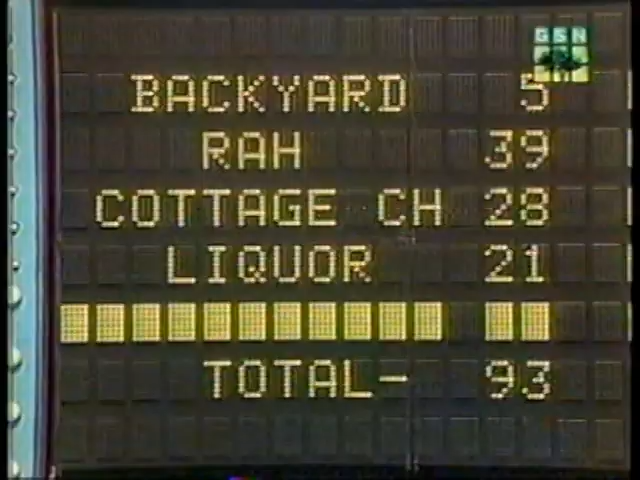 GSN
BACKYARD 5
RAH 39
COTTAGE CH 28
LIQUOR 21
TOTAL- 93